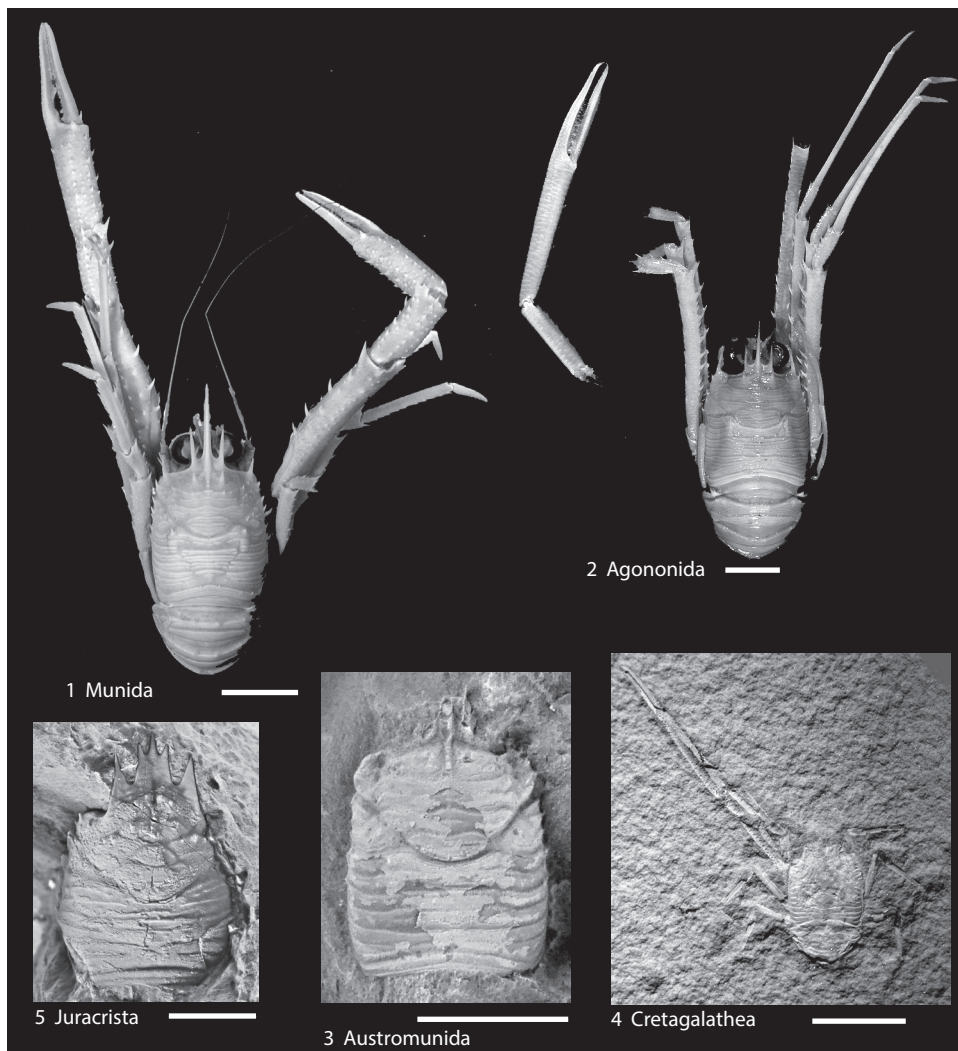 1 Munida
2 Agononida
5 Juracrista
3 Austromunida
4 Cretagalathea